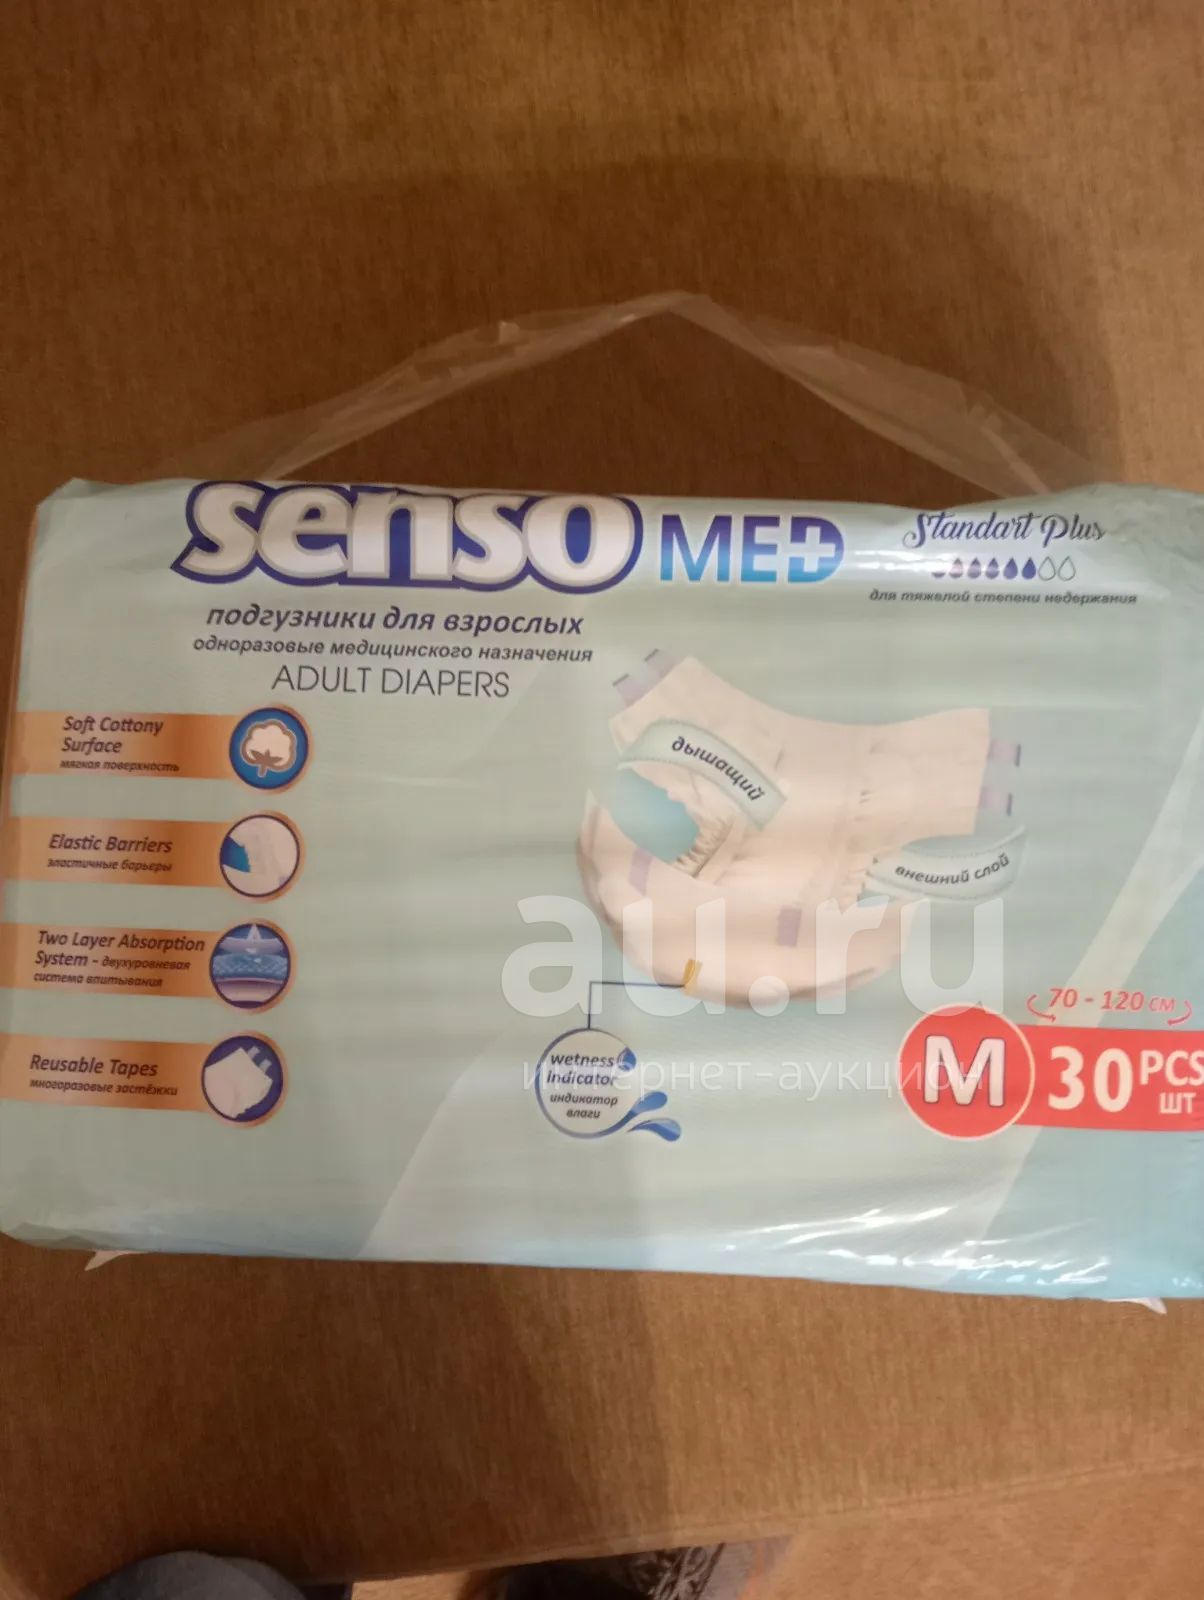 senso MED
Standart Plus
для тяжелой степени недержания
подгузники для взрослых
одноразовые медицинского назначения
ADULT DIAPERS
Soft Cottony
Surface
мягкая поверхность
Elastic Barriers
эластичные барьеры
Two Layer Absorption
System - двухуровневая
система впитывания
Reusable Tapes
многоразовые застёжки
дышащий
внешний слой
wetness
indicator
индикатор
влаги
70 - 120 см
M 30 PCS
ШТ
au.ru
интернет-аукцион